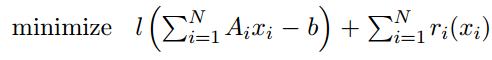 minimize l(∑_{i=1}^{N} A_i x_i − b) + ∑_{i=1}^{N} r_i(x_i)